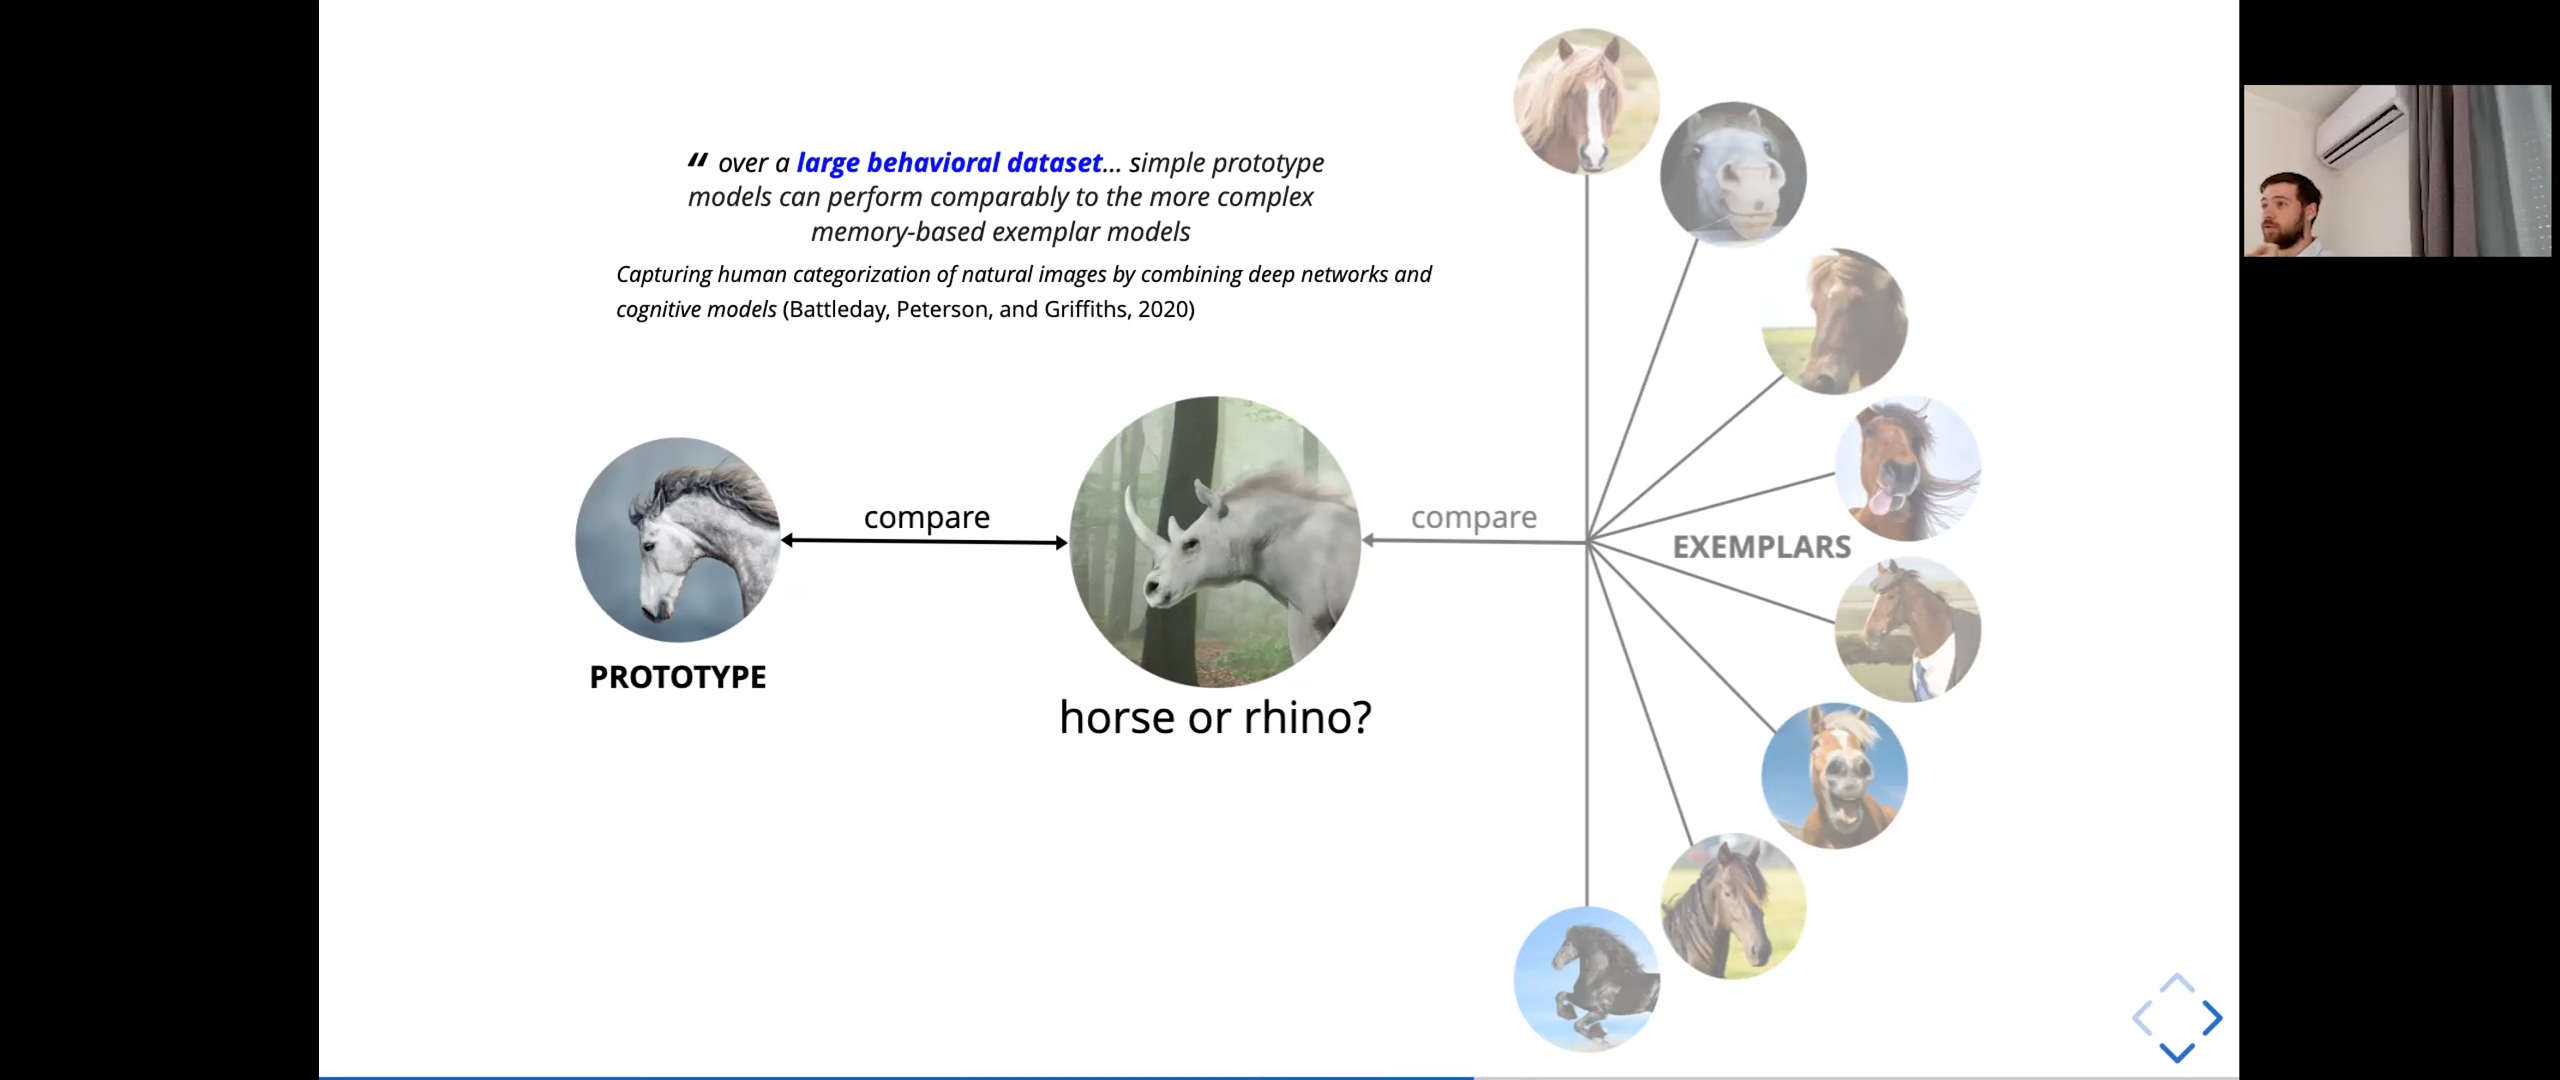 “ over a large behavioral dataset... simple prototype
models can perform comparably to the more complex
memory-based exemplar models
Capturing human categorization of natural images by combining deep networks and
cognitive models (Battleday, Peterson, and Griffiths, 2020)
compare
compare
EXEMPLARS
PROTOTYPE
horse or rhino?